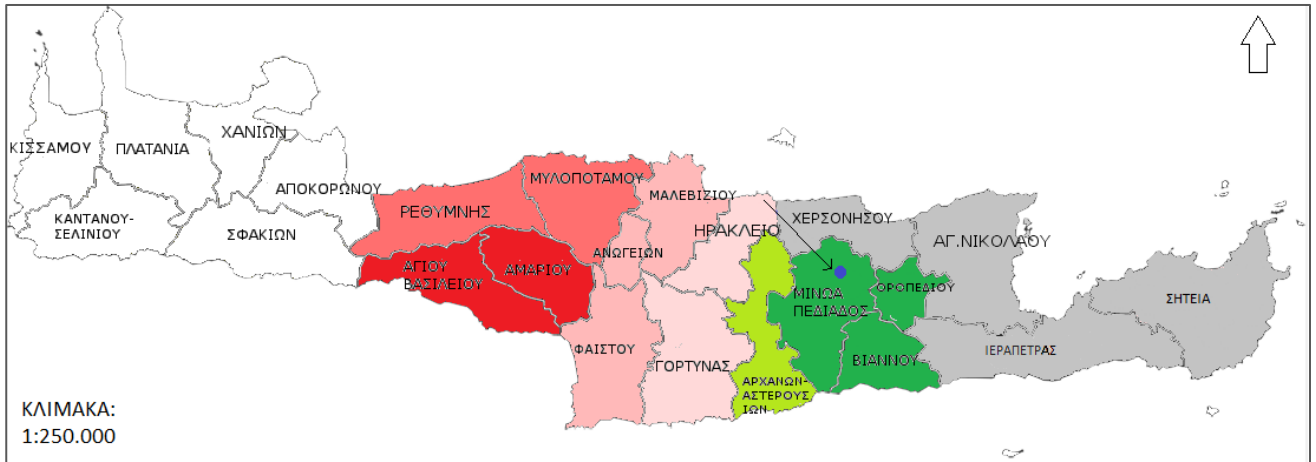 ΚΙΣΣΑΜΟΥ
ΠΛΑΤΑΝΙΑ
ΧΑΝΙΩΝ
ΑΠΟΚΟΡΩΝΟΥ
ΚΑΝΤΑΝΟΥ-
ΣΕΛΙΝΙΟΥ
ΣΦΑΚΙΩΝ
ΡΕΘΥΜΝΗΣ
ΜΥΛΟΠΟΤΑΜΟΥ
ΑΓΙΟΥ
ΒΑΣΙΛΕΙΟΥ
ΑΜΑΡΙΟΥ
ΑΝΩΓΕΙΩΝ
ΜΑΛΕΒΙΖΙΟΥ
ΗΡΑΚΛΕΙΟ
ΧΕΡΣΟΝΗΣΟΥ
ΑΓ.ΝΙΚΟΛΑΟΥ
ΜΙΝΩΑ
ΠΕΔΙΑΔΟΣ
ΟΡΟΠΕΔΙΟΥ
ΣΗΤΕΙΑ
ΦΑΙΣΤΟΥ
ΓΟΡΤΥΝΑΣ
ΒΙΑΝΝΟΥ
ΙΕΡΑΠΕΤΡΑΣ
ΑΡΧΑΝΩΝ-
ΑΣΤΕΡΟΥΣ
ΙΩΝ
ΚΛΙΜΑΚΑ:
1:250.000